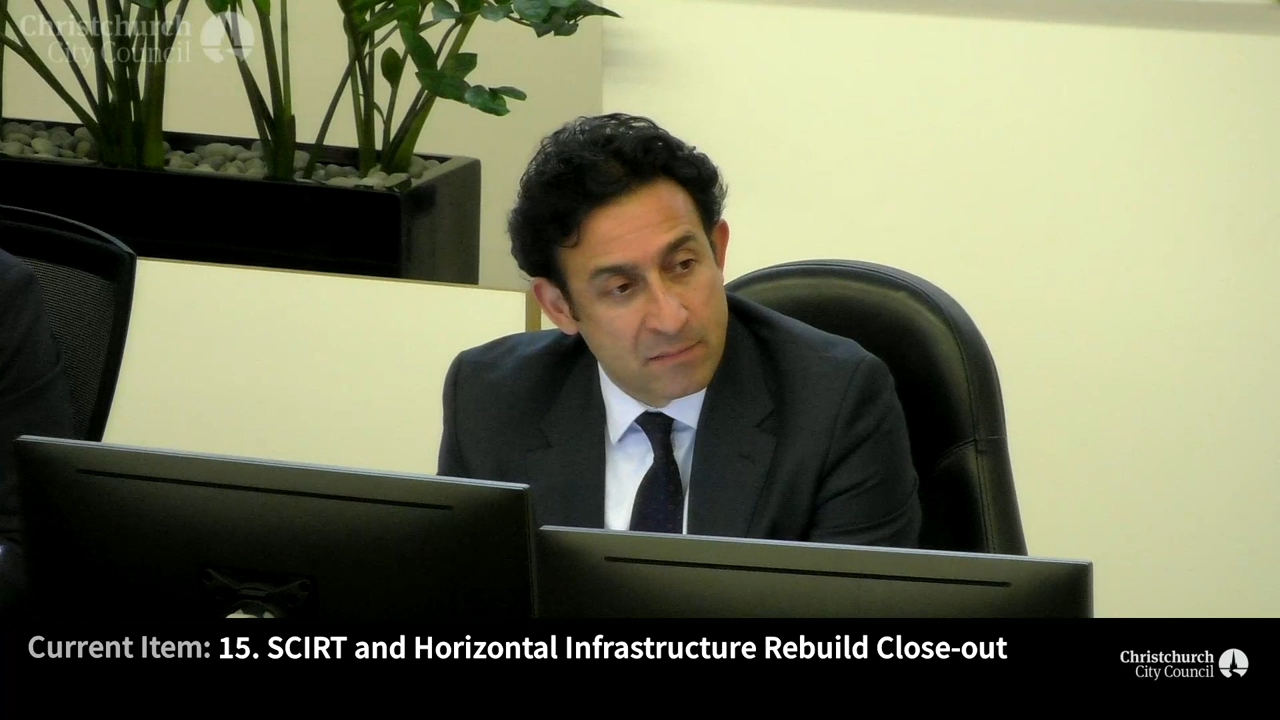 Christchurch
City Council
Current Item: 15. SCIRT and Horizontal Infrastructure Rebuild Close-out
Christchurch
City Council